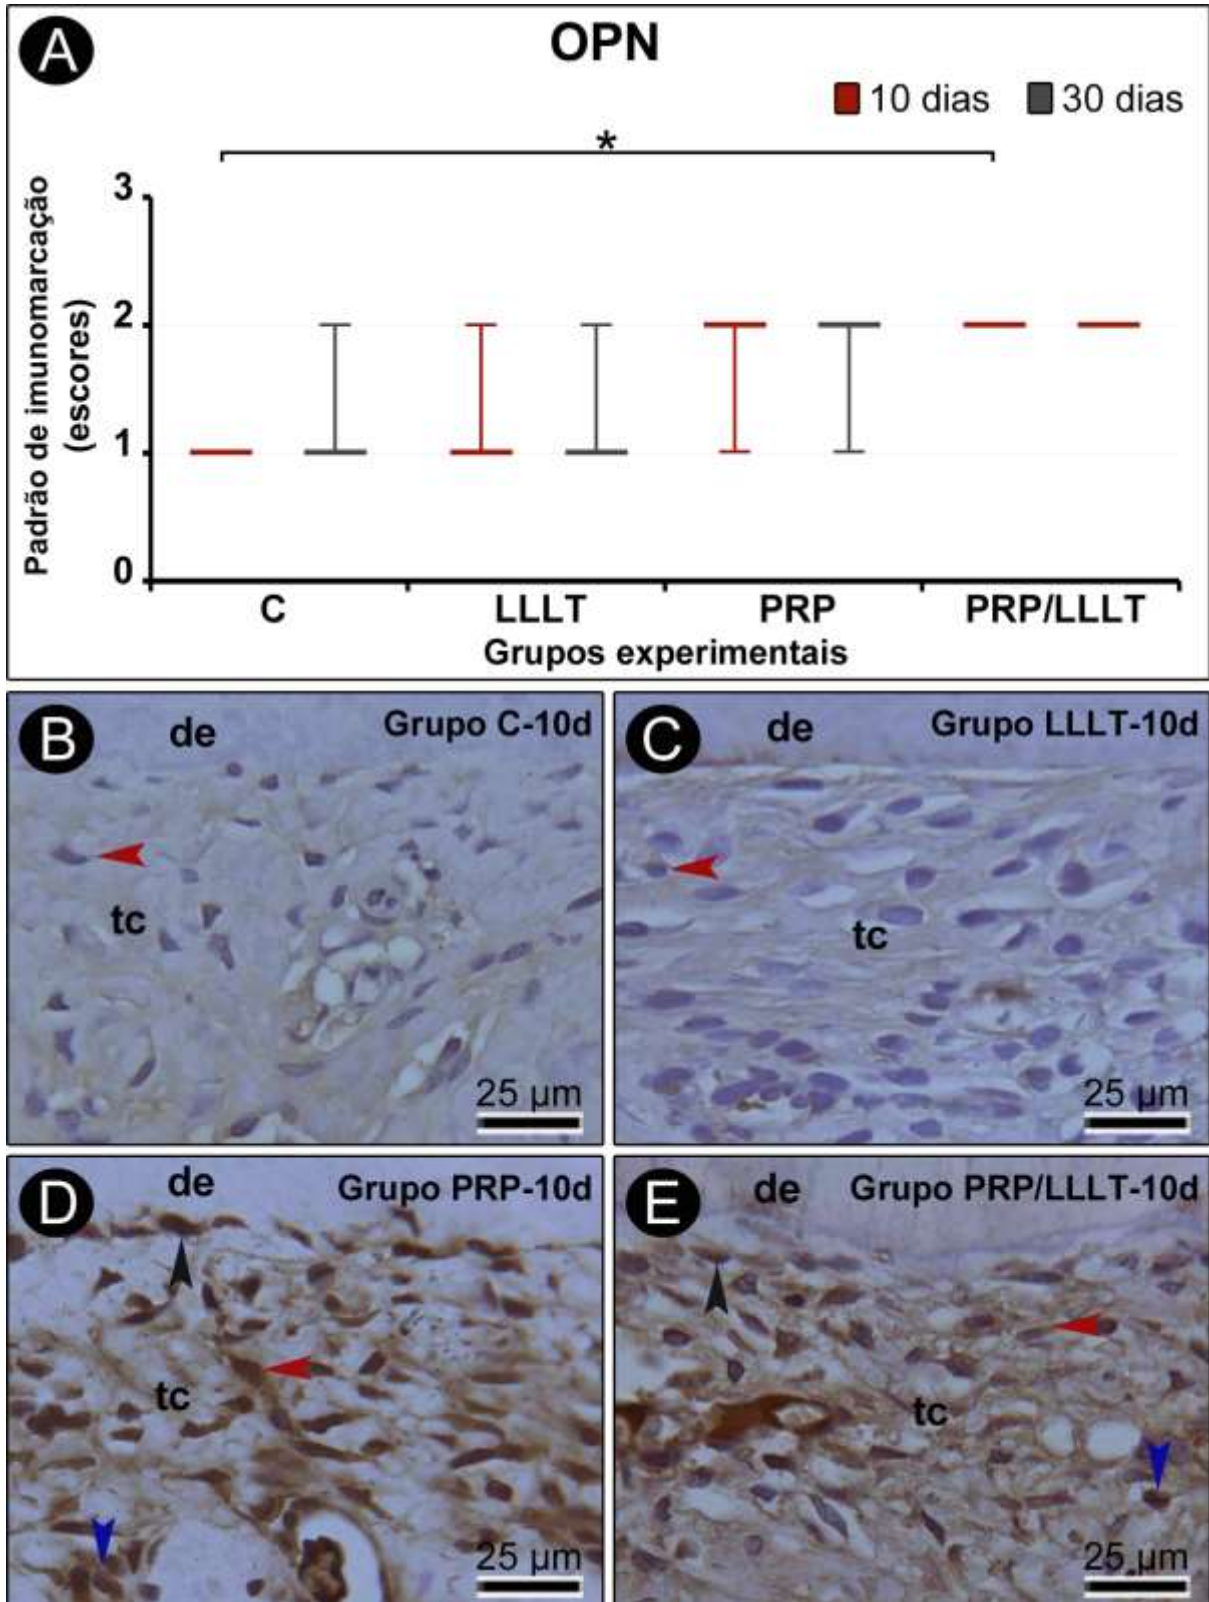 A
OPN
10 dias
30 dias
*
Padrão de imunomarcação
(escores)
3
2
1
0
C
LLLT
PRP
PRP/LLLT
Grupos experimentais
B
de
Grupo C-10d
tc
25 µm
C
de
Grupo LLLT-10d
tc
25 µm
D
de
Grupo PRP-10d
tc
25 µm
E
de
Grupo PRP/LLLT-10d
tc
25 µm